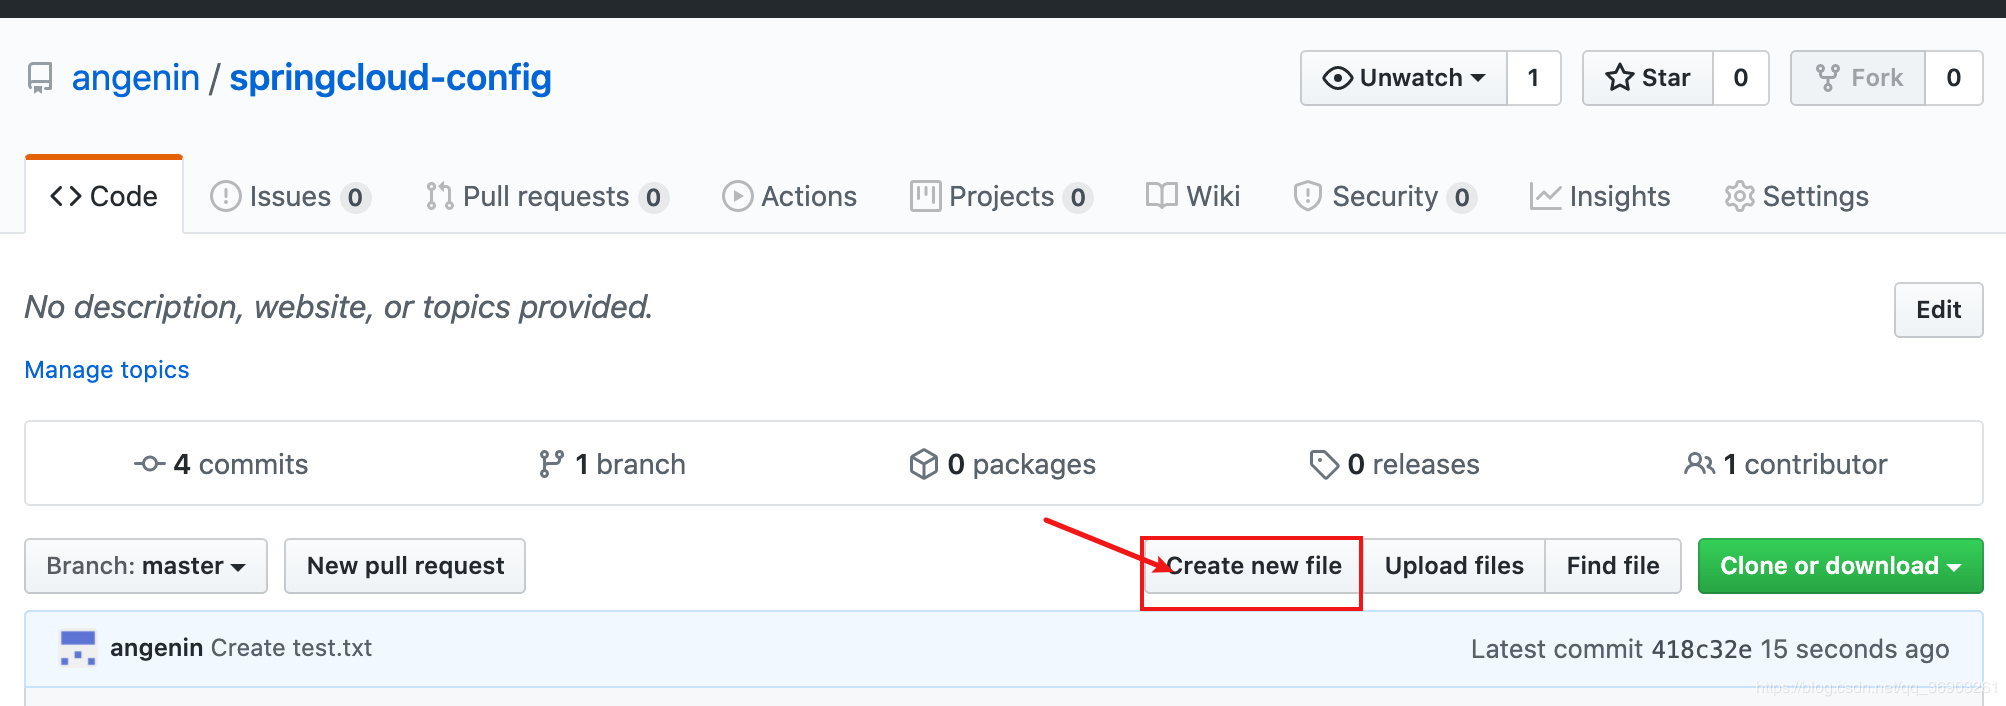 angenin / springcloud-config
Unwatch 1
Star 0
Fork 0
Code
Issues 0
Pull requests 0
Actions
Projects 0
Wiki
Security 0
Insights
Settings
No description, website, or topics provided.
Edit
Manage topics
4 commits
1 branch
0 packages
0 releases
1 contributor
Branch: master
New pull request
Create new file
Upload files
Find file
Clone or download
angenin Create test.txt
Latest commit 418c32e 15 seconds ago
https://blog.csdn.net/qq_36903261